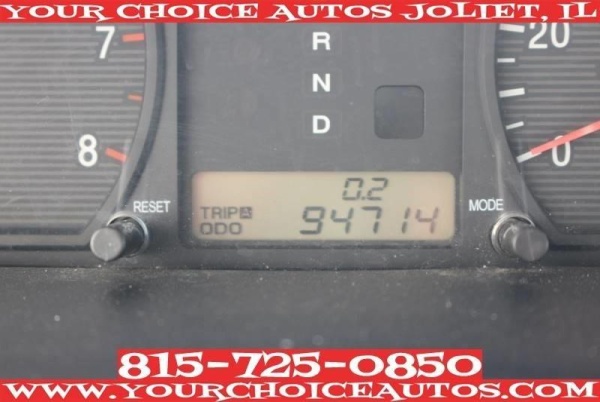 YOUR CHOICE AUTOS JOLIET, IL
7
8
R
N
D
20
0
RESET
MODE
0.2
TRIP A
ODO 94714
815-725-0850
WWW.YOURCHOICEAUTOS.COM